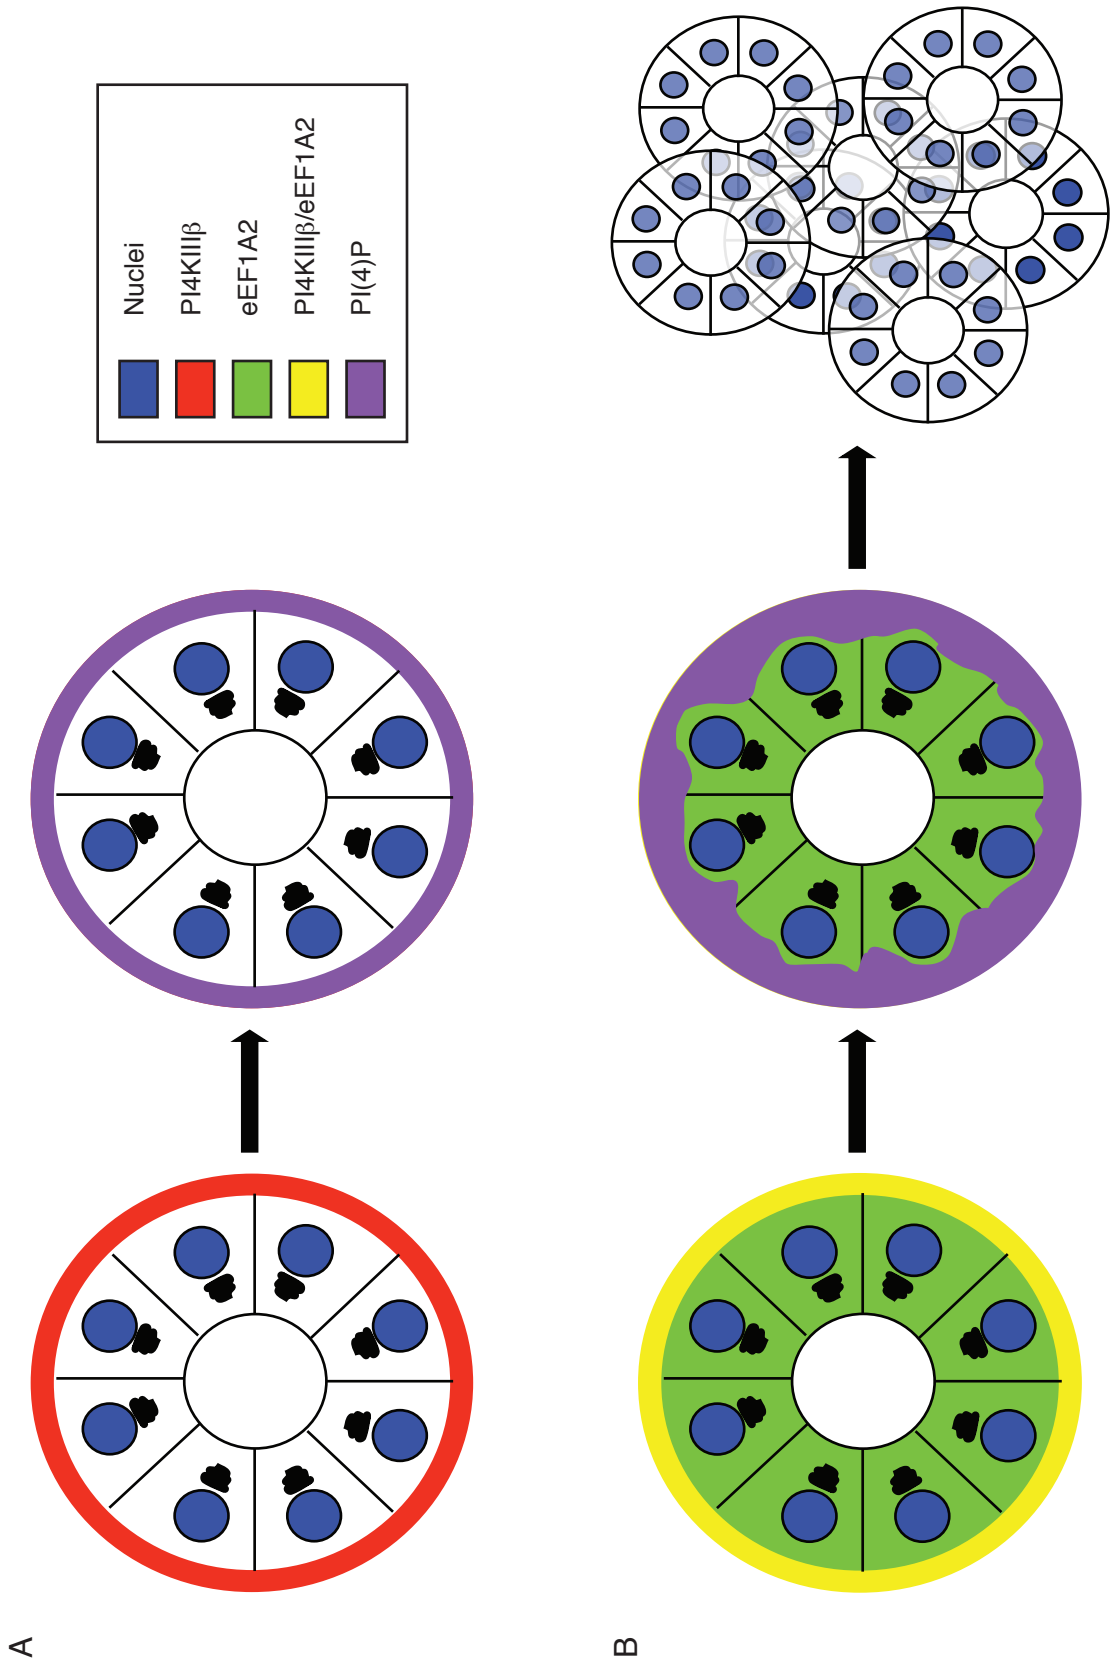 A
Nuclei
PI4KIIIβ
eEF1A2
PI4KIIIβ/eEF1A2
PI(4)P
B